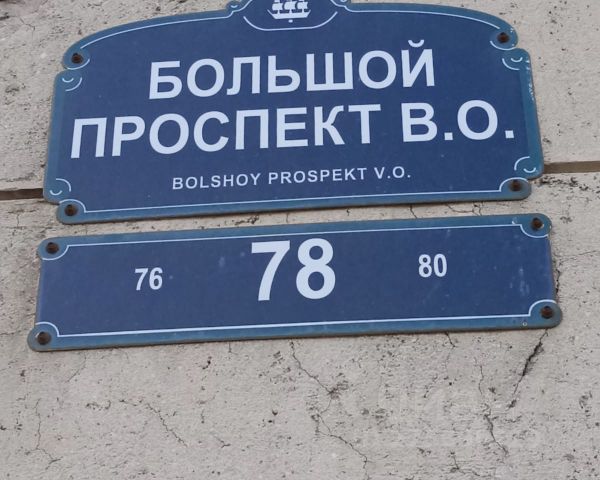 БОЛЬШОЙ
ПРОСПЕКТ В.О.
BOLSHOY PROSPEKT V.O.
76 78 80